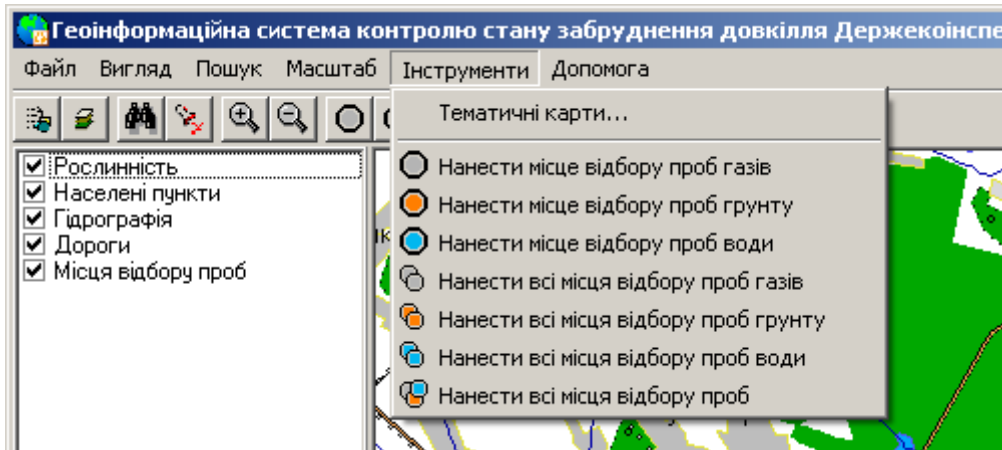 Геоінформаційна система контролю стану забруднення довкілля
Файл Вигляд Пошук Масштаб Інструменти Допомога
Тематичні карти...
Нанести місце відбору проб газів
Нанести місце відбору проб грунту
Нанести місце відбору проб води
Нанести всі місця відбору проб газів
Нанести всі місця відбору проб грунту
Нанести всі місця відбору проб води
Нанести всі місця відбору проб
Рослинність
Населені пункти
Гідрографія
Дороги
Місця відбору проб